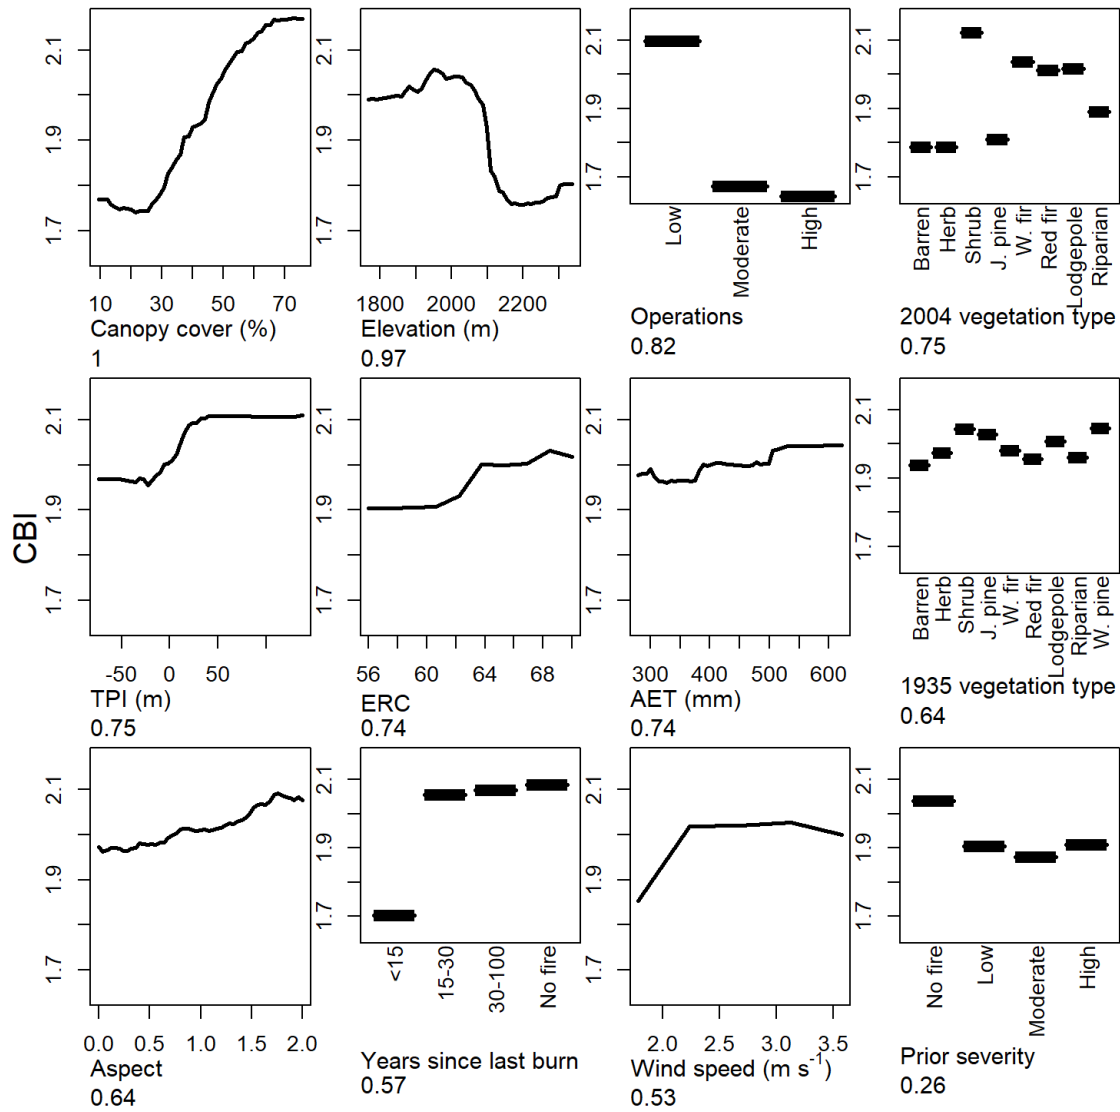 CBI
1.7 1.9 2.1
10 30 50 70
Canopy cover (%)
1
1.7 1.9 2.1
1800 2000 2200
Elevation (m)
0.97
1.7 1.9 2.1
Low Moderate High
Operations
0.82
1.7 1.9 2.1
Barren Herb Shrub J. pine W. fir Red fir Lodgepole Riparian
2004 vegetation type
0.75
1.7 1.9 2.1
-50 0 50
TPI (m)
0.75
1.7 1.9 2.1
56 60 64 68
ERC
0.74
1.7 1.9 2.1
300 400 500 600
AET (mm)
0.74
1.7 1.9 2.1
Barren Herb Shrub J. pine W. fir Red fir Lodgepole Riparian W. pine
1935 vegetation type
0.64
1.7 1.9 2.1
0.0 0.5 1.0 1.5 2.0
Aspect
0.64
1.7 1.9 2.1
<15 15-30 30-100 No fire
Years since last burn
0.57
1.7 1.9 2.1
2.0 2.5 3.0 3.5
Wind speed (m s⁻¹)
0.53
1.7 1.9 2.1
No fire Low Moderate High
Prior severity
0.26